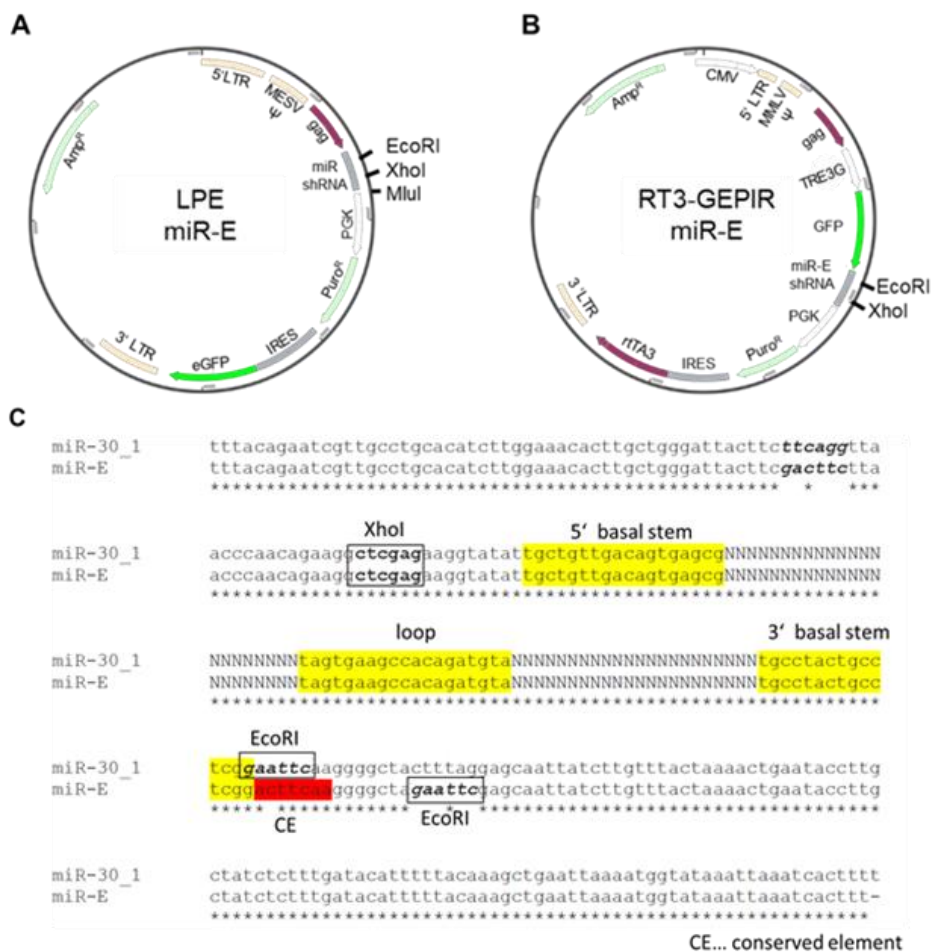 A
B
5'LTR
MESV
Ψ
gag
EcoRI
XhoI
MluI
miR
shRNA
PGK
PuroR
IRES
eGFP
3' LTR
AmpR
LPE
miR-E
CMV
5' LTR
MMLV
Ψ
gag
TRE3G
GFP
miR-E
shRNA
EcoRI
XhoI
PGK
PuroR
IRES
rtTA3
3 'LTR
AmpR
RT3-GEPIR
miR-E
C
miR-30_1 tttacagaatcgttgcctgcacatcttggaaacacttgctgggattacttcttcaggtta
miR-E tttacagaatcgttgcctgcacatcttggaaacacttgctgggattacttcgacttctta
*************************************************** * ***
XhoI 5‘ basal stem
miR-30_1 acccaacagaaggctcgagaaggtatattgctgttgacagtgagcgNNNNNNNNNNNNNN
miR-E acccaacagaaggctcgagaaggtatattgctgttgacagtgagcgNNNNNNNNNNNNNN
************************************************************
loop 3‘ basal stem
miR-30_1 NNNNNNNNtagtgaagccacagatgtaNNNNNNNNNNNNNNNNNNNNNNtgcctactgcc
miR-E NNNNNNNNtagtgaagccacagatgtaNNNNNNNNNNNNNNNNNNNNNNtgcctactgcc
************************************************************
EcoRI
miR-30_1 tcggaattcaaggggctactttaggagcaattatcttgtttactaaaactgaataccttg
miR-E tcggacttcaaggggctagaattcgagcaattatcttgtttactaaaactgaataccttg
CE EcoRI
miR-30_1 ctatctctttgatacatttttacaaagctgaattaaaatggtataaattaaatcactttt
miR-E ctatctctttgatacatttttacaaagctgaattaaaatggtataaattaaatcacttt-
***********************************************************
CE... conserved element